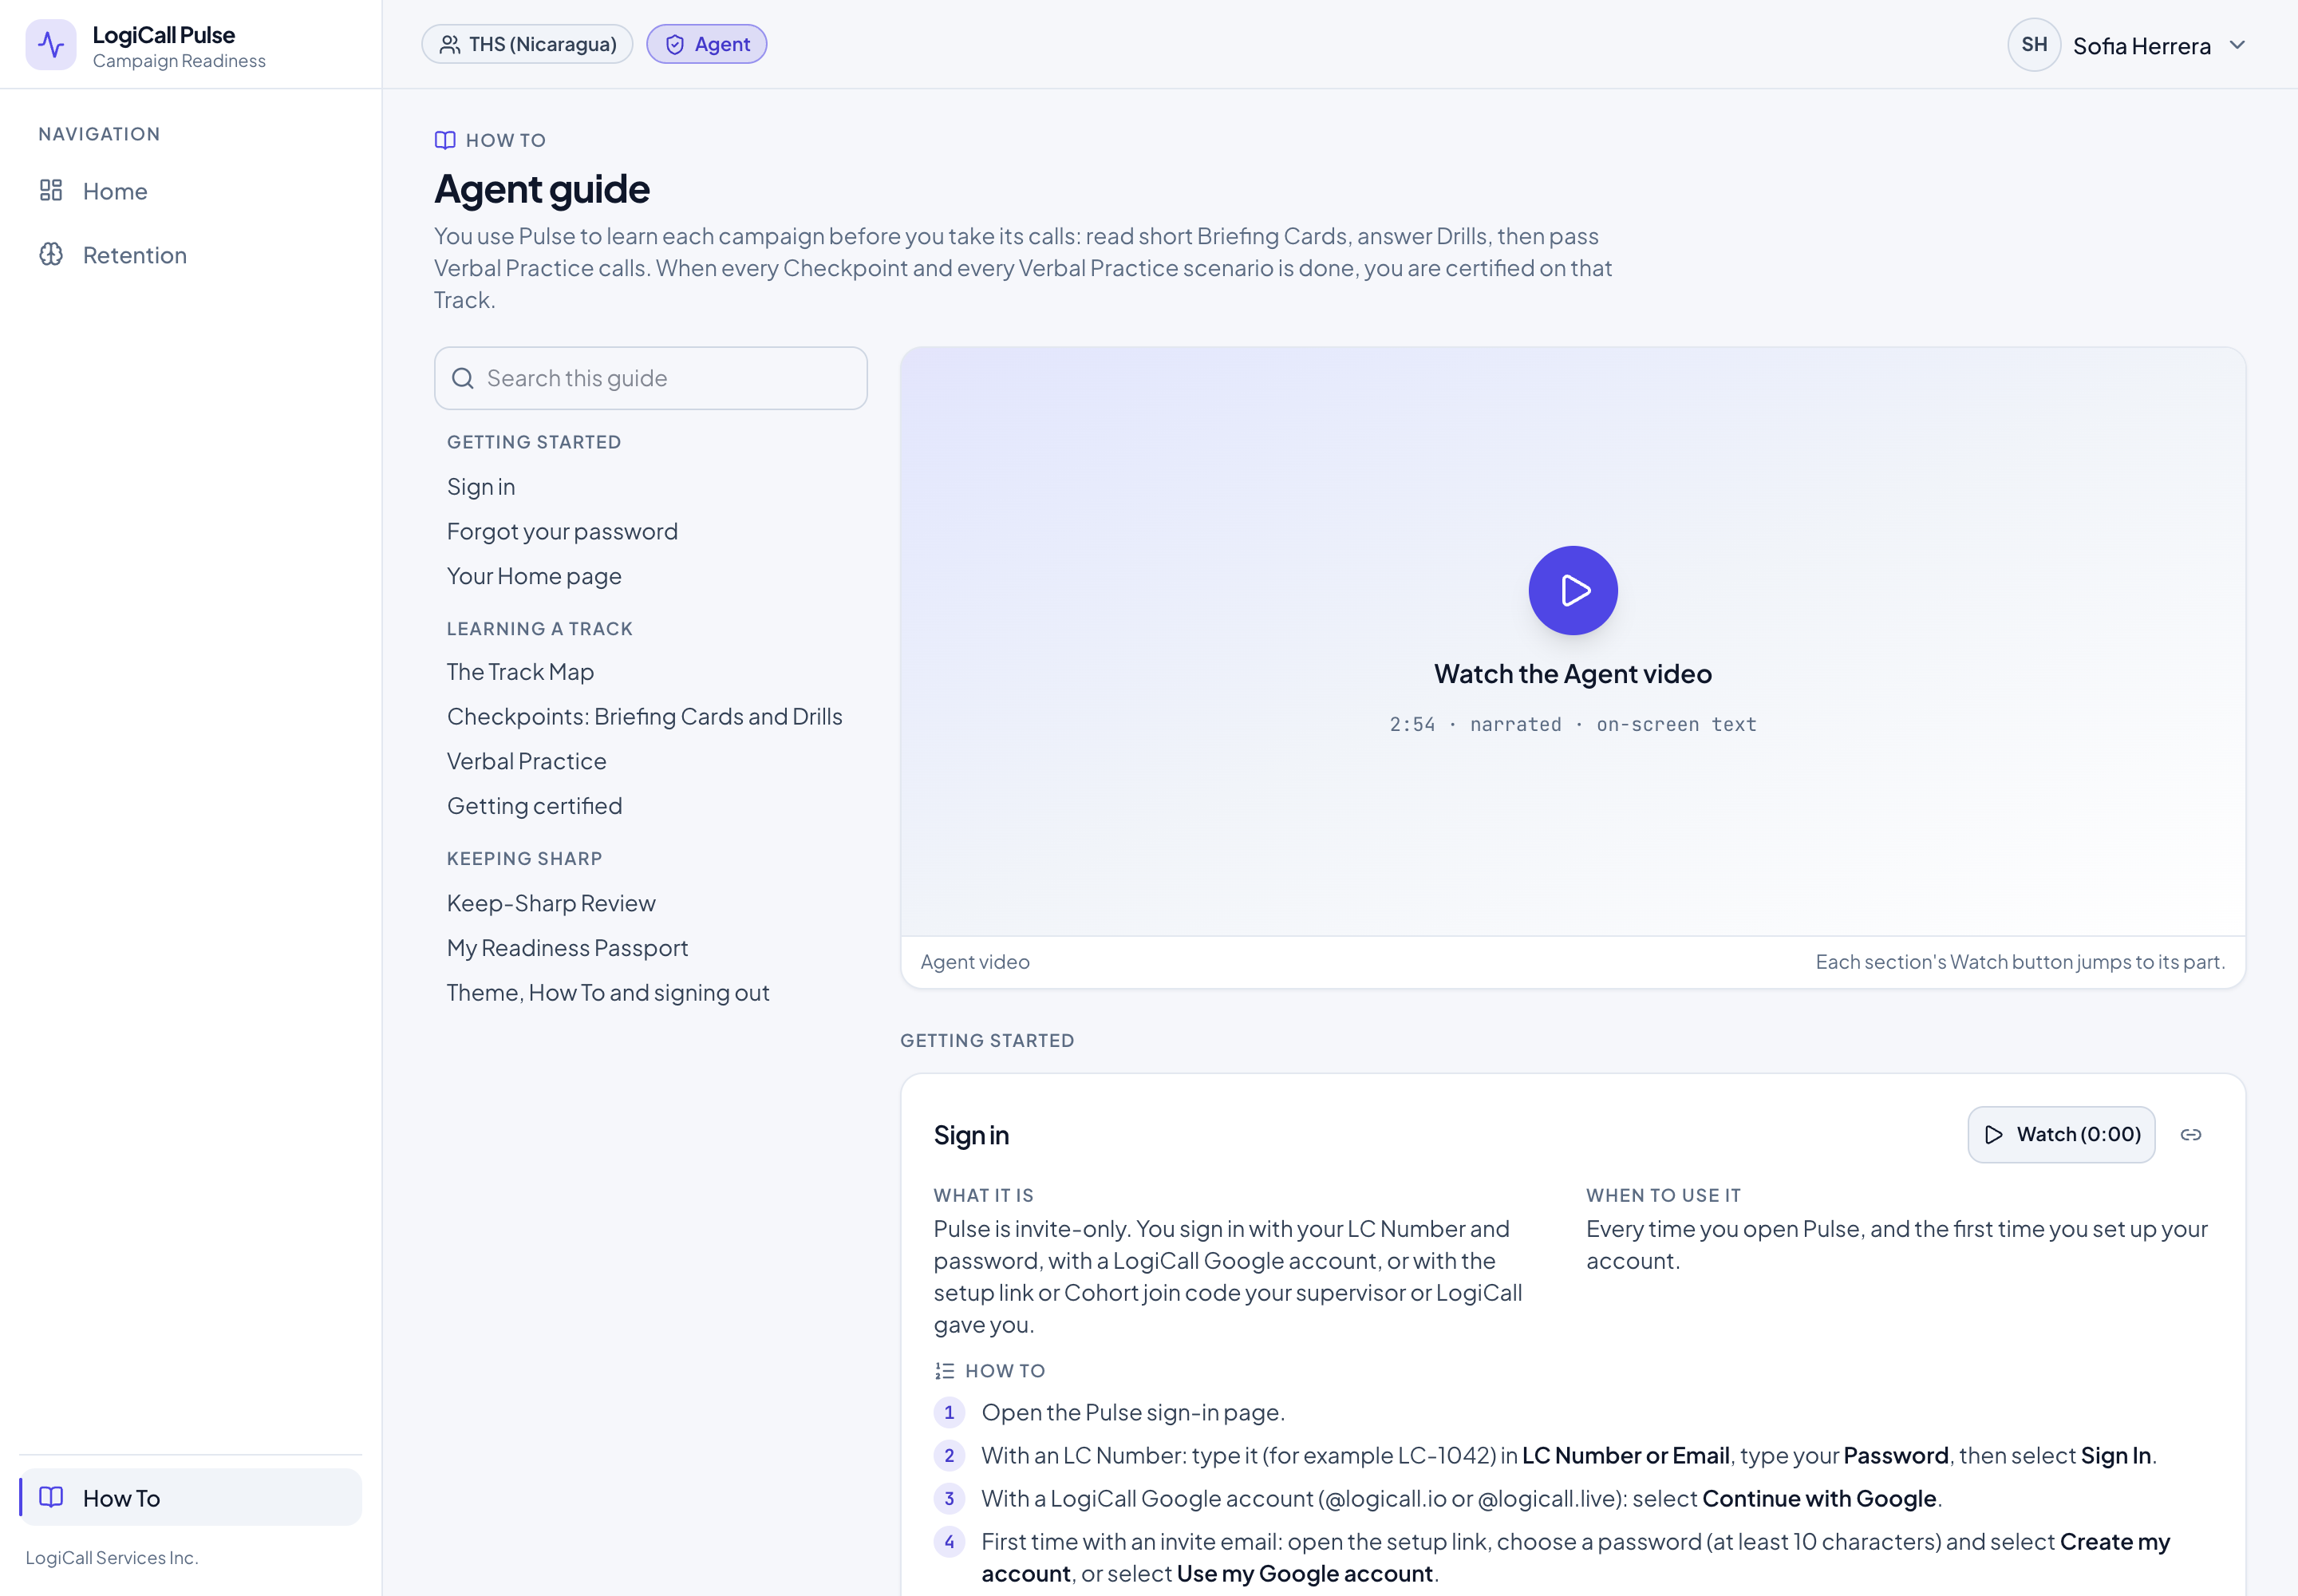 LogiCall Pulse
Campaign Readiness
THS (Nicaragua)
Agent
SH
Sofia Herrera
NAVIGATION
Home
Retention
HOW TO
Agent guide
You use Pulse to learn each campaign before you take its calls: read short Briefing Cards, answer Drills, then pass
Verbal Practice calls. When every Checkpoint and every Verbal Practice scenario is done, you are certified on that
Track.
Search this guide
GETTING STARTED
Sign in
Forgot your password
Your Home page
LEARNING A TRACK
The Track Map
Checkpoints: Briefing Cards and Drills
Verbal Practice
Getting certified
KEEPING SHARP
Keep-Sharp Review
My Readiness Passport
Theme, How To and signing out
Watch the Agent video
2:54 · narrated · on-screen text
Agent video
Each section's Watch button jumps to its part.
GETTING STARTED
Sign in
Watch (0:00)
WHAT IT IS
Pulse is invite-only. You sign in with your LC Number and
password, with a LogiCall Google account, or with the
setup link or Cohort join code your supervisor or LogiCall
gave you.
WHEN TO USE IT
Every time you open Pulse, and the first time you set up your
account.
HOW TO
1 Open the Pulse sign-in page.
2 With an LC Number: type it (for example LC-1042) in LC Number or Email, type your Password, then select Sign In.
3 With a LogiCall Google account (@logicall.io or @logicall.live): select Continue with Google.
4 First time with an invite email: open the setup link, choose a password (at least 10 characters) and select Create my
account, or select Use my Google account.
How To
LogiCall Services Inc.